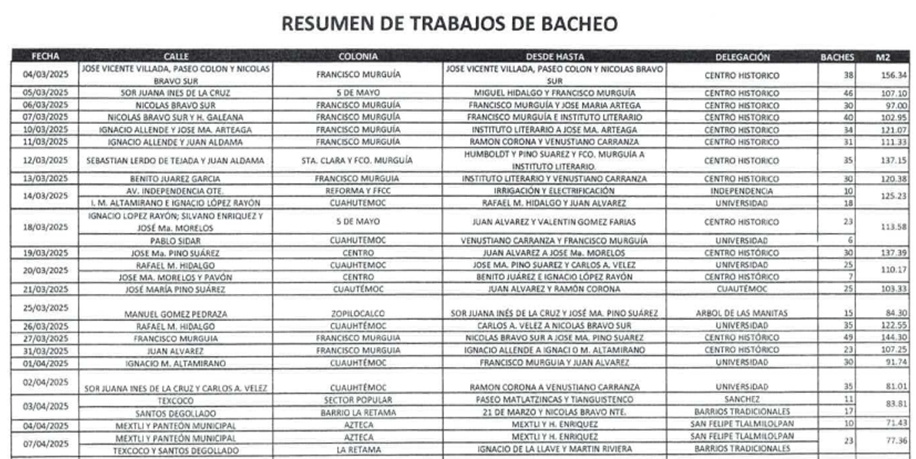 RESUMEN DE TRABAJOS DE BACHEO
FECHA CALLE COLONIA DESDE HASTA DELEGACIÓN BACHES M2
04/03/2025 JOSE VICENTE VILLADA, PASEO COLON Y NICOLAS BRAVO SUR FRANCISCO MURGUÍA JOSE VICENTE VILLADA, PASEO COLON Y NICOLAS BRAVO SUR CENTRO HISTORICO 38 156.34
05/03/2025 SOR JUANA INES DE LA CRUZ 5 DE MAYO MIGUEL HIDALGO Y FRANCISCO MURGUÍA CENTRO HISTORICO 46 107.10
06/03/2025 NICOLAS BRAVO SUR FRANCISCO MURGUÍA FRANCISCO MURGUÍA Y JOSE MARIA ARTEGA CENTRO HISTORICO 30 97.00
07/03/2025 NICOLAS BRAVO SUR Y H. GALEANA FRANCISCO MURGUÍA FRANCISCO MURGUÍA E INSTITUTO LITERARIO CENTRO HISTORICO 40 102.95
10/03/2025 IGNACIO ALLENDE Y JOSE MA. ARTEAGA FRANCISCO MURGUÍA INSTITUTO LITERARIO A JOSE MA. ARTEAGA CENTRO HISTORICO 34 121.07
11/03/2025 IGNACIO ALLENDE Y JUAN ALDAMA FRANCISCO MURGUÍA RAMON CORONA Y VENUSTIANO CARRANZA CENTRO HISTORICO 31 111.33
12/03/2025 SEBASTIAN LERDO DE TEJADA Y JUAN ALDAMA STA. CLARA Y FCO. MURGUÍA HUMBOLDT Y PINO SUAREZ Y FCO. MURGUÍA A INSTITUTO LITERARIO. CENTRO HISTORICO 35 137.15
13/03/2025 BENITO JUAREZ GARCIA FRANCISCO MURGUIA INSTITUTO LITERARIO Y VENUSTIANO CARRANZA CENTRO HISTORICO 30 120.38
14/03/2025 AV. INDEPENDENCIA OTE. REFORMA Y FFCC IRRIGACIÓN Y ELECTRIFICACIÓN INDEPENDENCIA 10 125.23
I. M. ALTAMIRANO E IGNACIO LÓPEZ RAYÓN CUAUHTEMOC RAFAEL M. HIDALGO Y JUAN ALVAREZ UNIVERSIDAD 18
18/03/2025 IGNACIO LOPEZ RAYÓN; SILVANO ENRIQUEZ Y JOSÉ Ma. MORELOS 5 DE MAYO JUAN ALVAREZ Y VALENTIN GOMEZ FARIAS CENTRO HISTORICO 23 113.58
PABLO SIDAR CUAHUTEMOC VENUSTIANO CARRANZA Y FRANCISCO MURGUÍA UNIVERSIDAD 6
19/03/2025 JOSE Ma. PINO SUÁREZ CENTRO JUAN ALVAREZ A JOSE Ma. MORELOS CENTRO HISTÓRICO 30 137.39
20/03/2025 RAFAEL M. HIDALGO CUAUHTEMOC JOSE MA. PINO SUAREZ Y CARLOS A. VELEZ UNIVERSIDAD 25 110.17
JOSE MA. MORELOS Y PAVÓN CENTRO BENITO JUÁREZ E IGNACIO LÓPEZ RAYÓN CENTRO HISTÓRICO 7
21/03/2025 JOSÉ MARÍA PINO SUÁREZ CUAUTÉMOC JUAN ALVAREZ Y RAMÓN CORONA CUAUTÉMOC 25 103.33
25/03/2025 MANUEL GOMEZ PEDRAZA ZOPILOCALCO SOR JUANA INÉS DE LA CRUZ Y JOSÉ MA. PINO SUÁREZ ARBOL DE LAS MANITAS 15 84.30
26/03/2025 RAFAEL M. HIDALGO CUAUHTÉMOC CARLOS A. VELEZ A NICOLAS BRAVO SUR UNIVERSIDAD 35 122.55
27/03/2025 FRANCISCO MURGUIA FRANCISCO MURGUIA NICOLAS BRAVO SUR A JOSE MA. PINO SUAREZ CENTRO HISTÓRICO 49 144.30
31/03/2025 JUAN ALVAREZ FRANCISCO MURGUIA IGNACIO ALLENDE A IGNACI O M. ALTAMIRANO CENTRO HISTÓRICO 23 107.25
01/04/2025 IGNACIO M. ALTAMIRANO CUAUHTÉMOC FRANCISCO MURGUIA Y JUAN ALVAREZ UNIVERSIDAD 30 91.74
02/04/2025 SOR JUANA INES DE LA CRUZ Y CARLOS A. VELEZ CUAUHTÉMOC RAMON CORONA A VENUSTIANO CARRANZA UNIVERSIDAD 35 81.01
03/04/2025 TEXCOCO SECTOR POPULAR PASEO MATLATZINCAS Y TIANGUISTENCO SANCHEZ 11 83.81
SANTOS DEGOLLADO BARRIO LA RETAMA 21 DE MARZO Y NICOLAS BRAVO NTE. BARRIOS TRADICIONALES 17
04/04/2025 MEXTLI Y PANTEÓN MUNICIPAL AZTECA MEXTLI Y H. ENRIQUEZ SAN FELIPE TLALMILOLPAN 10 71.43
07/04/2025 MEXTLI Y PANTEÓN MUNICIPAL AZTECA MEXTLI Y H. ENRIQUEZ SAN FELIPE TLALMILOLPAN 23 77.36
TEXCOCO Y SANTOS DEGOLLADO LA RETAMA IGNACIO DE LA LLAVE Y MARTIN RIVERA BARRIOS TRADICIONALES